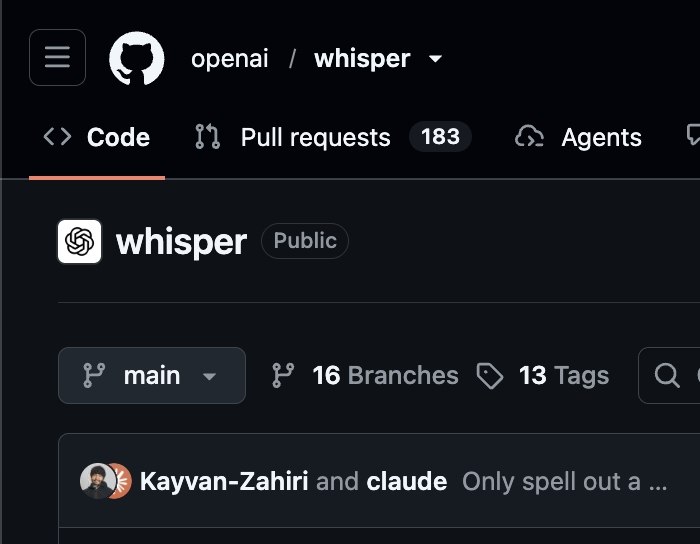 openai / whisper
Code Pull requests 183 Agents
whisper Public
main 16 Branches 13 Tags
Kayvan-Zahiri and claude Only spell out a ...